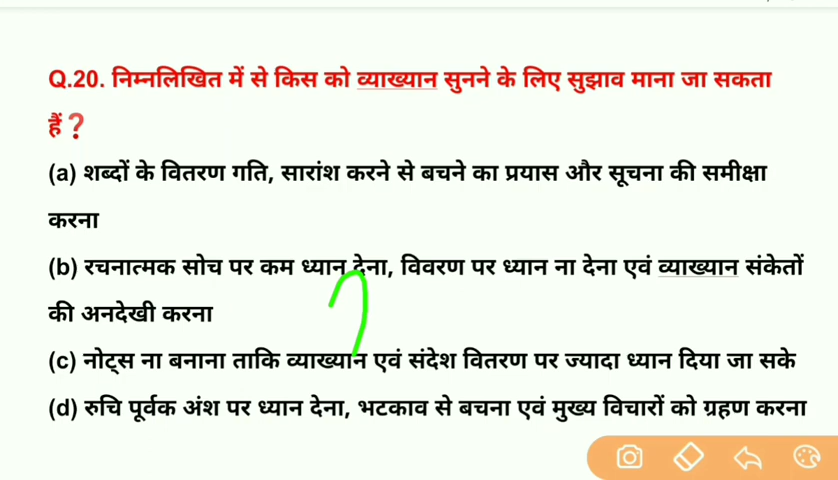 Q.20. निम्नलिखित में से किस को व्याख्यान सुनने के लिए सुझाव माना जा सकता
हैं?
(a) शब्दों के वितरण गति, सारांश करने से बचने का प्रयास और सूचना की समीक्षा
करना
(b) रचनात्मक सोच पर कम ध्यान देना, विवरण पर ध्यान ना देना एवं व्याख्यान संकेतों
की अनदेखी करना
(c) नोट्स ना बनाना ताकि व्याख्यान एवं संदेश वितरण पर ज्यादा ध्यान दिया जा सके
(d) रुचि पूर्वक अंश पर ध्यान देना, भटकाव से बचना एवं मुख्य विचारों को ग्रहण करना